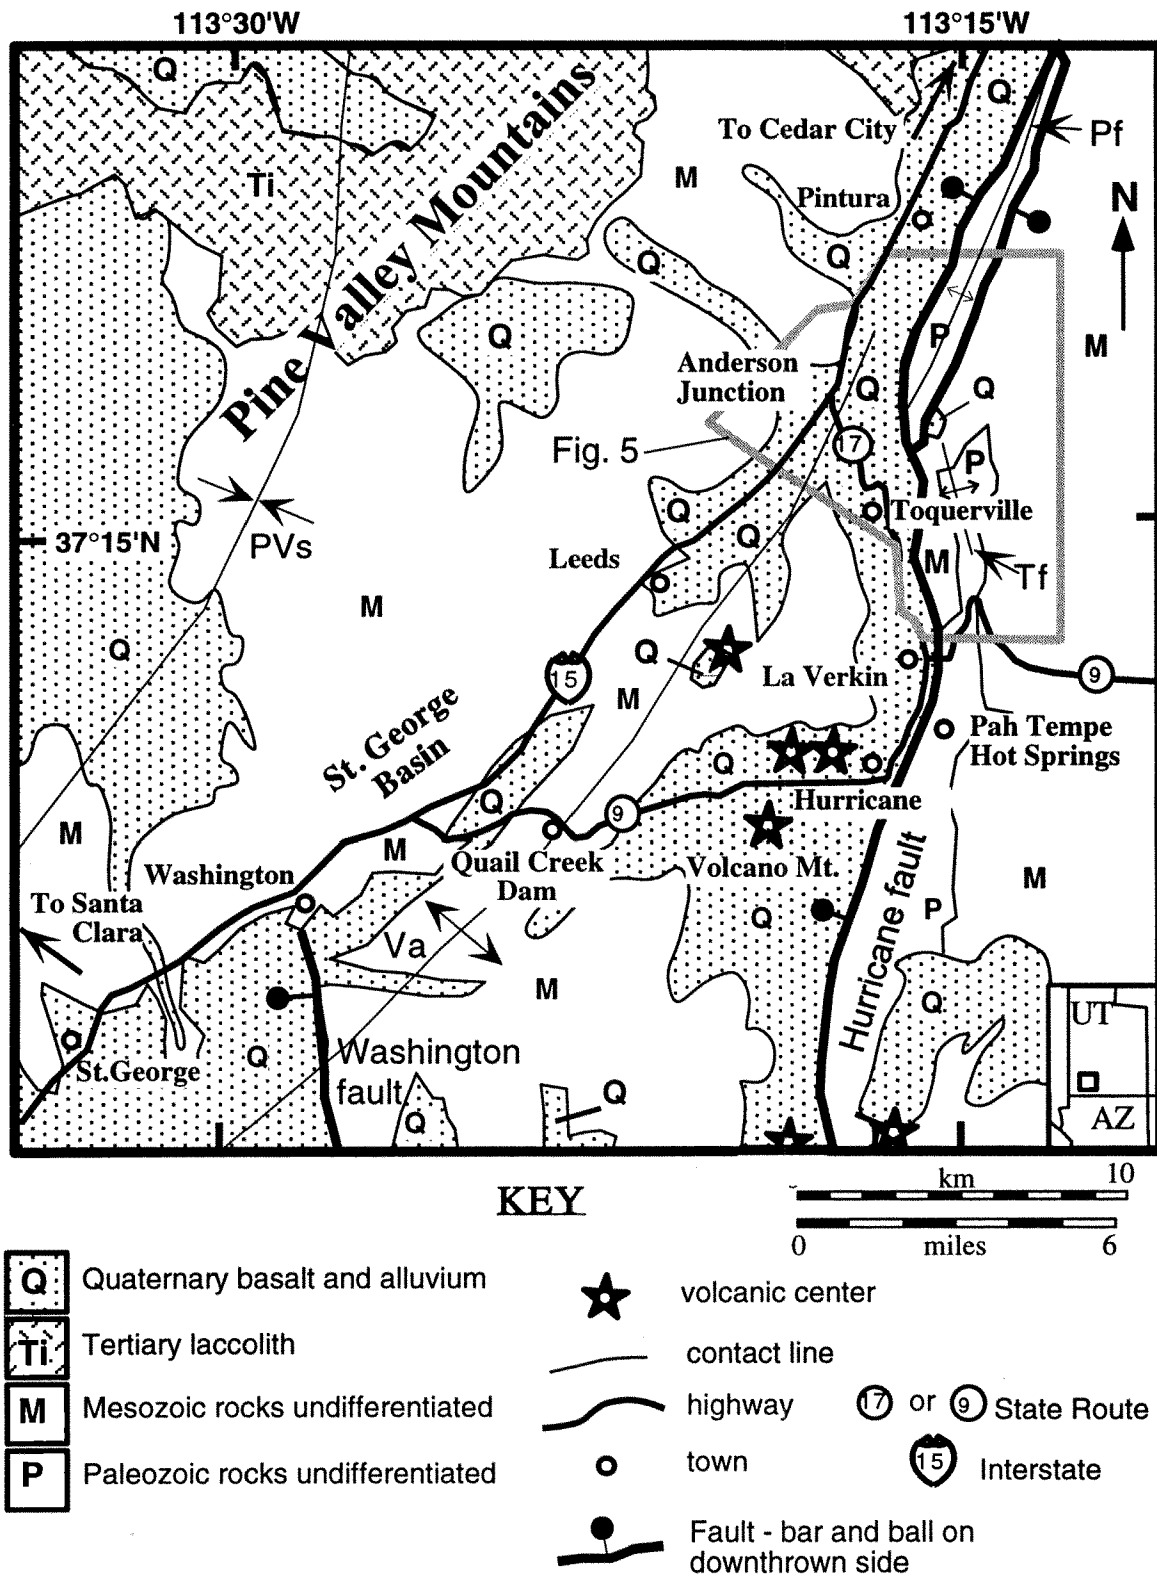 113°30'W
113°15'W
Q
Q
To Cedar City
Pf
Pine Valley Mountains
Ti
M
Pintura
N
Q
Q
Q
P
M
Anderson
Junction
Q
Q
17
Fig. 5
P
Q
Toquerville
37°15'N
PVs
Q
Leeds
M
Tf
M
Q
Q
La Verkin
15
M
9
St. George
Basin
Pah Tempe
Hot Springs
Q
Q
9
Hurricane
M
M
Quail Creek
Dam
Volcano Mt.
Washington
M
To Santa
Clara
P
Q
Va
Hurricane fault
M
Q
UT
Q
Washington
fault
St.George
Q
Q
AZ
KEY
km
10
0
miles
6
Q
Quaternary basalt and alluvium
Ti
Tertiary laccolith
M
Mesozoic rocks undifferentiated
P
Paleozoic rocks undifferentiated
volcanic center
contact line
highway
17
or
9
State Route
town
15
Interstate
Fault - bar and ball on
downthrown side